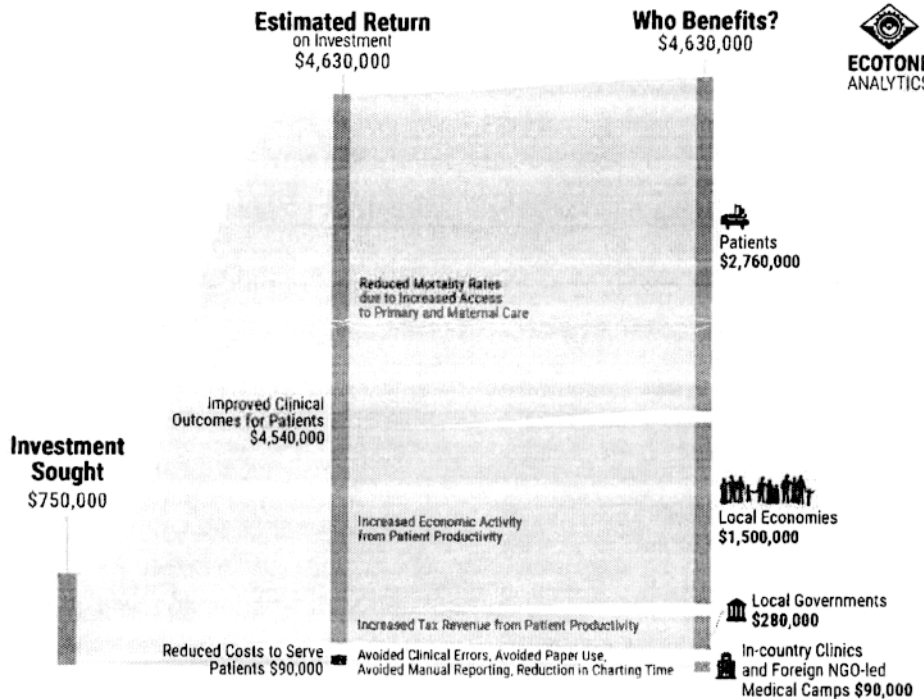 Estimated Return
on Investment
$4,630,000
Who Benefits?
$4,630,000
ECOTONE
ANALYTICS
Patients
$2,760,000
Reduced Mortality Rates
due to Increased Access
to Primary and Maternal Care
Improved Clinical
Outcomes for Patients
$4,540,000
Investment
Sought
$750,000
Local Economies
$1,500,000
Increased Economic Activity
from Patient Productivity
Local Governments
$280,000
Increased Tax Revenue from Patient Productivity
Reduced Costs to Serve
Patients $90,000
Avoided Clinical Errors, Avoided Paper Use,
Avoided Manual Reporting, Reduction in Charting Time
In-country Clinics
and Foreign NGO-led
Medical Camps $90,000